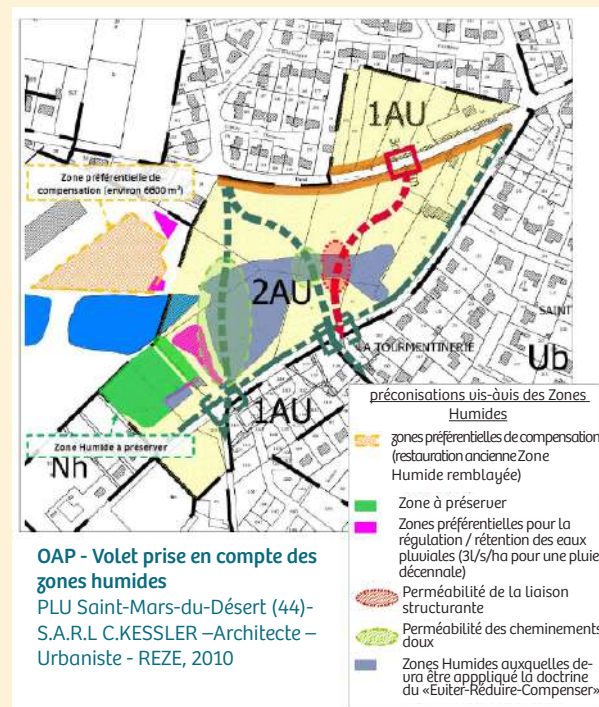 1AU
Zone préférentielle de
compensation (environ 6600 m²)
2AU
LA TOURMENTINERIE
SAINT
Ub
1AU
Zone Humide à préserver
Nh
préconisations vis-àvis des Zones
Humides
zones préférentielles de compensation
(restauration ancienne Zone
Humide remblayée)
Zone à préserver
Zones préférentielles pour la
régulation / rétention des eaux
pluviales (3l/s/ha pour une pluie
décennale)
Perméabilité de la liaison
structurante
Perméabilité des cheminements
doux
Zones Humides auxquelles de-
vra être apppliqué la doctrine
du «Euiter-Réduire-Compenser»
OAP - Volet prise en compte des
zones humides
PLU Saint-Mars-du-Désert (44)-
S.A.R.L C.KESSLER –Architecte –
Urbaniste - REZE, 2010